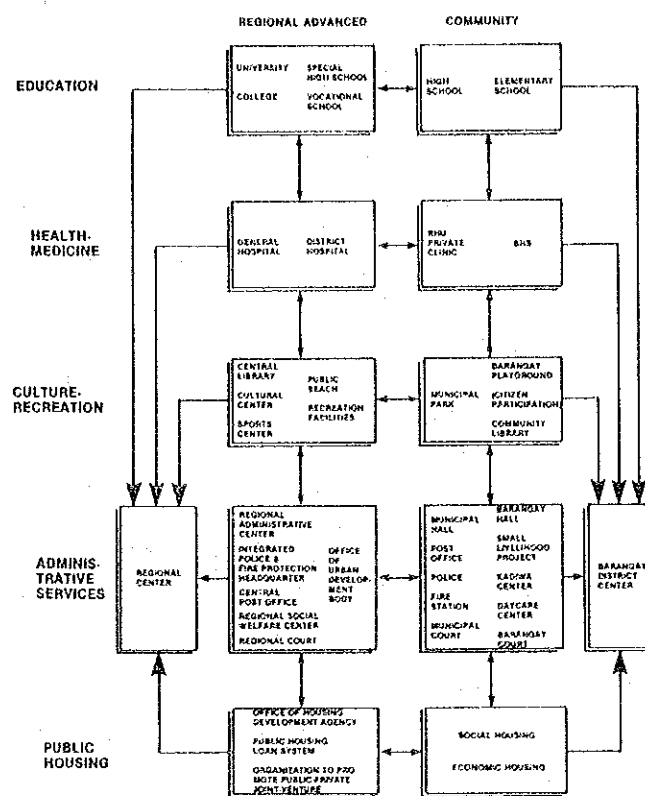 REGIONAL ADVANCED
COMMUNITY
EDUCATION
UNIVERSITY
SPECIAL
HIGH SCHOOL
COLLEGE
VOCATIONAL
SCHOOL
HIGH
SCHOOL
ELEMENTARY
SCHOOL
HEALTH-
MEDICINE
GENERAL
HOSPITAL
DISTRICT
HOSPITAL
RHU
PRIVATE
CLINIC
BHS
CULTURE-
RECREATION
CENTRAL
LIBRARY
CULTURAL
CENTER
SPORTS
CENTER
PUBLIC
BEACH
RECREATION
FACILITIES
MUNICIPAL
PARK
BARANGAY
PLAYGROUND
(CITIZEN
PARTICIPATION)
COMMUNITY
LIBRARY
ADMINIS-
TRATIVE
SERVICES
REGIONAL
CENTER
REGIONAL
ADMINISTRATIVE
CENTER
INTEGRATED
POLICE &
FIRE PROTECTION
HEADQUARTER
CENTRAL
POST OFFICE
REGIONAL SOCIAL
WELFARE CENTER
REGIONAL COURT
OFFICE
OF
URBAN
DEVELOP-
MENT
BODY
MUNICIPAL
HALL
POST
OFFICE
POLICE
FIRE
STATION
MUNICIPAL
COURT
BARANGAY
HALL
SMALL
LIVLLIHOOD
PROJECT
KADIWA
CENTER
DAYCARE
CENTER
BARANGAY
COURT
BARANGAY
DISTRICT
CENTER
PUBLIC
HOUSING
OFFICE OF HOUSING
DEVELOPMENT AGENCY
PUBLIC HOUSING
LOAN SYSTEM
ORGANIZATION TO PRO
MOTE PUBLIC-PRIVATE
JOINT-VENTURE
SOCIAL HOUSING
ECONOMIC HOUSING